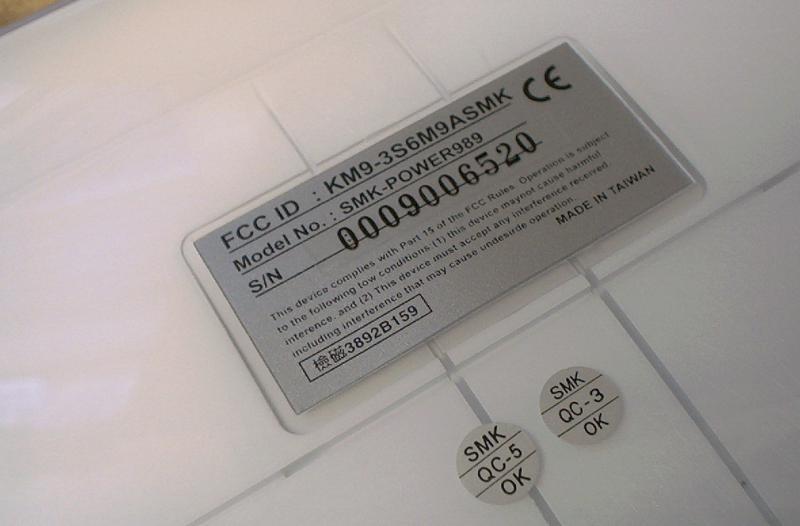 FCC ID : KM9-3S6M9ASMK
CE
Model No. : SMK-POWER989
S/N 0009006520
This device complies with Part 15 of the FCC Rules. Operation is subject
to the following tow conditions.(1) this device maynot cause harmful
inference, and (2) This device must accept any interference received.
including interference that may cause undesirde operation.
MADE IN TAIWAN
檢磁3892B159
SMK
QC-3
OK
SMK
QC-5
OK